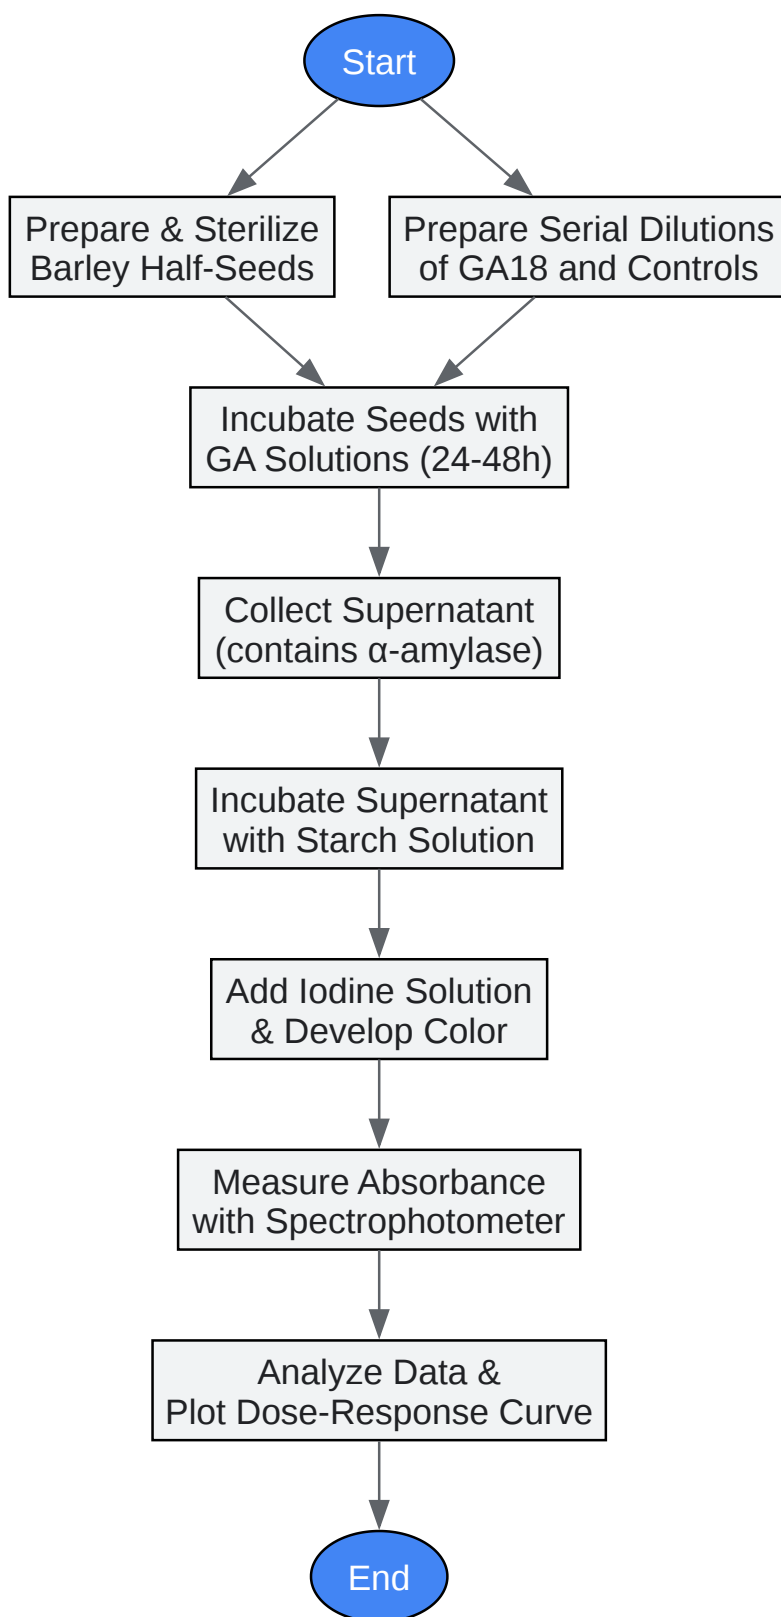 Start
Prepare & Sterilize
Barley Half-Seeds
Prepare Serial Dilutions
of GA18 and Controls
Incubate Seeds with
GA Solutions (24-48h)
Collect Supernatant
(contains α-amylase)
Incubate Supernatant
with Starch Solution
Add Iodine Solution
& Develop Color
Measure Absorbance
with Spectrophotometer
Analyze Data &
Plot Dose-Response Curve
End